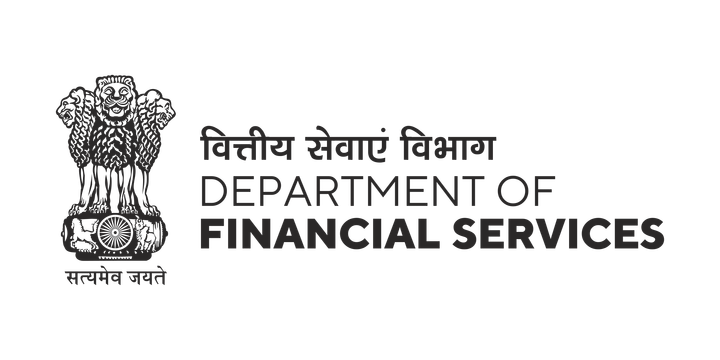 वित्तीय सेवाएं विभाग
DEPARTMENT OF
FINANCIAL SERVICES
सत्यमेव जयते